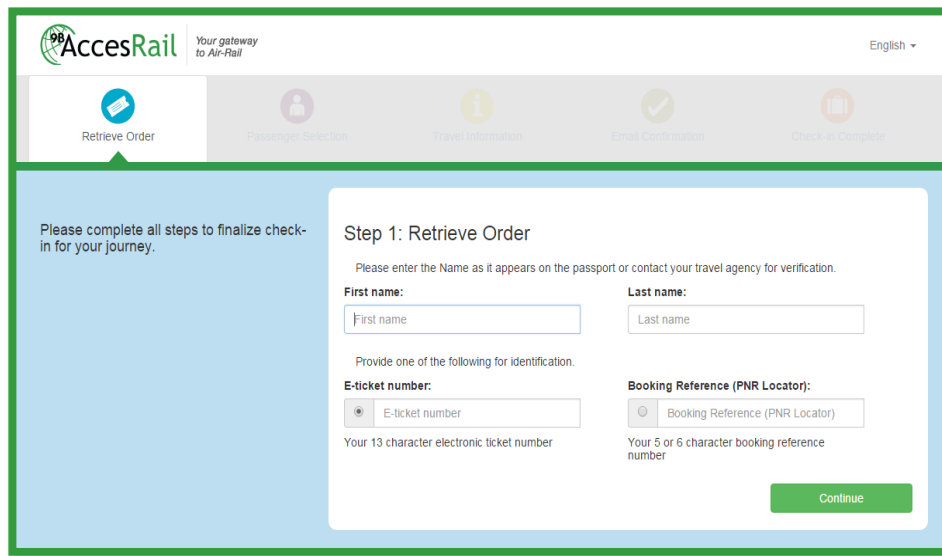 9B AccesRail
Your gateway
to Air-Rail
English
Retrieve Order
Passenger Selection
Travel Information
Email Confirmation
Check-in Complete
Please complete all steps to finalize check-
in for your journey.
Step 1: Retrieve Order
Please enter the Name as it appears on the passport or contact your travel agency for verification.
First name:
Last name:
First name
Last name
Provide one of the following for identification.
E-ticket number:
Booking Reference (PNR Locator):
E-ticket number
Booking Reference (PNR Locator)
Your 13 character electronic ticket number
Your 5 or 6 character booking reference
number
Continue